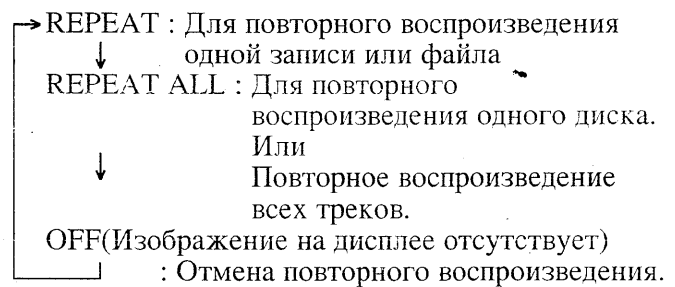 REPEAT : Для повторного воспроизведения
одной записи или файла
REPEAT ALL : Для повторного
воспроизведения одного диска.
Или
Повторное воспроизведение
всех треков.
OFF(Изображение на дисплее отсутствует)
: Отмена повторного воспроизведения.